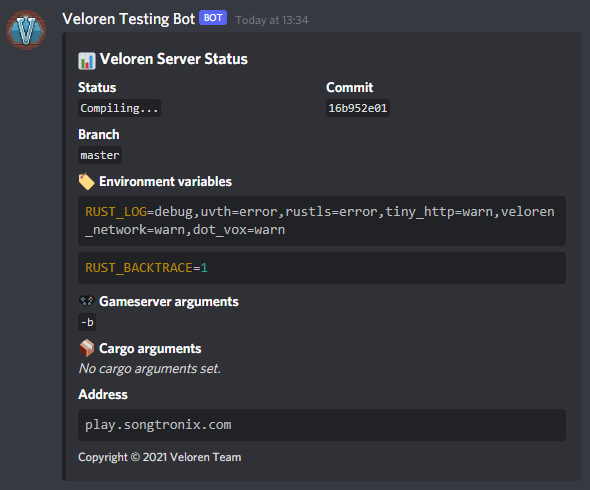 Veloren Testing Bot BOT Today at 13:34
Veloren Server Status
Status Commit
Compiling... 16b952e01
Branch
master
Environment variables
RUST_LOG=debug,uvth=error,rustls=error,tiny_http=warn,veloren
_network=warn,dot_vox=warn
RUST_BACKTRACE=1
Gameserver arguments
-b
Cargo arguments
No cargo arguments set.
Address
play.songtronix.com
Copyright © 2021 Veloren Team